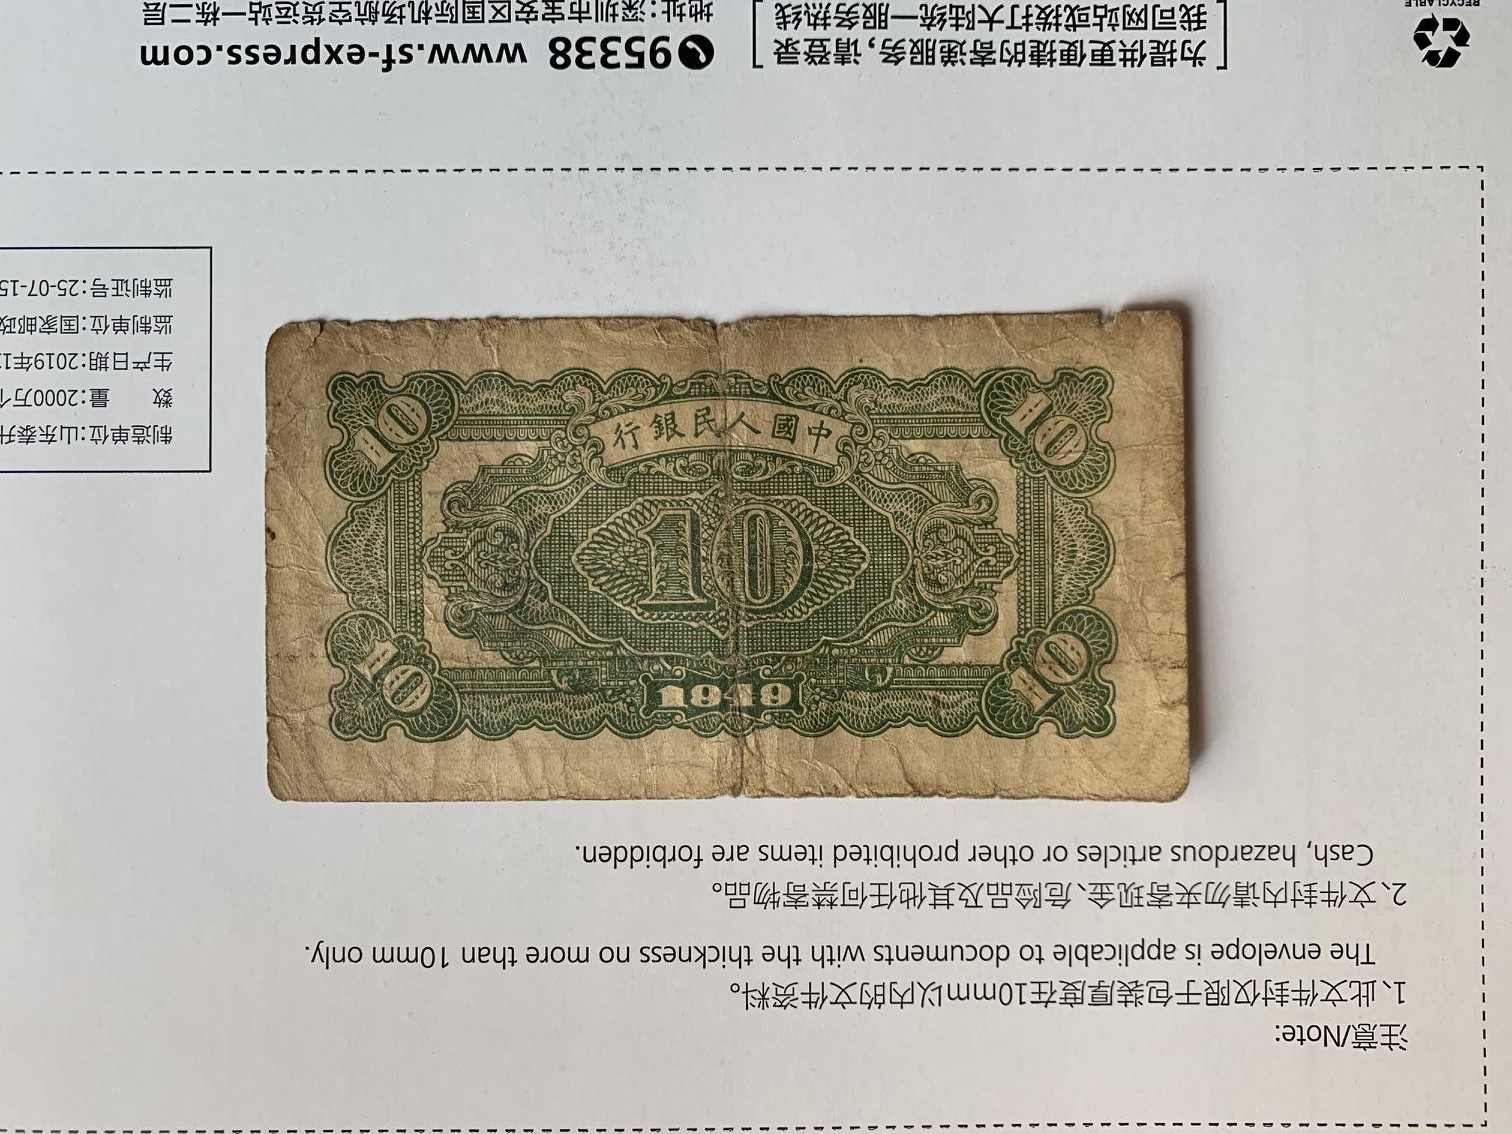 10
10
行銀民人國中
10
10
10
1949
注意/Note:
1、此文件封仅限于包装厚度在10mm以内的文件资料。
The envelope is applicable to documents with the thickness no more than 10mm only.
2、文件封内请勿夹寄现金、危险品及其他任何禁寄物品。
Cash, hazardous articles or other prohibited items are forbidden.
制造单位:山东泰升
数 量:2000万个
生产日期:2019年1
监制单位:国家邮政
监制证号:25-07-15
RECYCLABLE
为提供更便捷的寄递服务,请登录
我司网站或拨打大陆统一服务热线
95338 www.sf-express.com
地址:深圳市宝安区国际机场航空货运站一栋二层